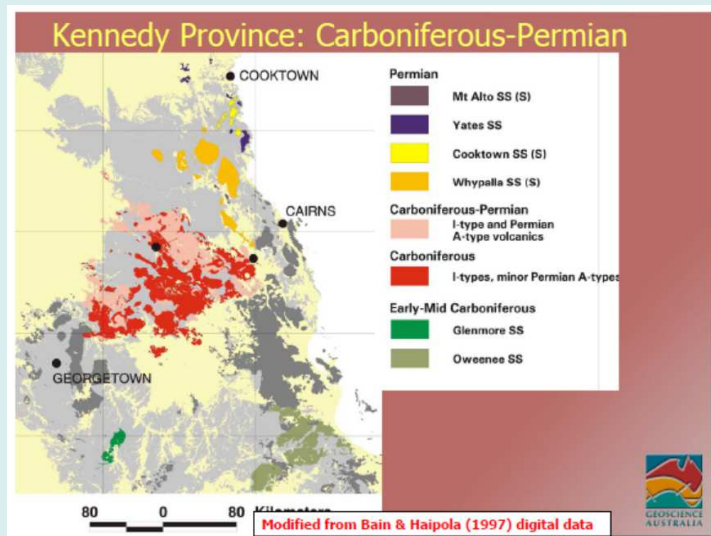 Kennedy Province: Carboniferous-Permian
COOKTOWN
CAIRNS
GEORGETOWN
Permian
Mt Alto SS (S)
Yates SS
Cooktown SS (S)
Whypalla SS (S)
Carboniferous-Permian
I-type and Permian
A-type volcanics
Carboniferous
I-types, minor Permian A-types
Early-Mid Carboniferous
Glenmore SS
Oweenee SS
80 0 80
Modified from Bain & Haipola (1997) digital data
GEOSCIENCE
AUSTRALIA